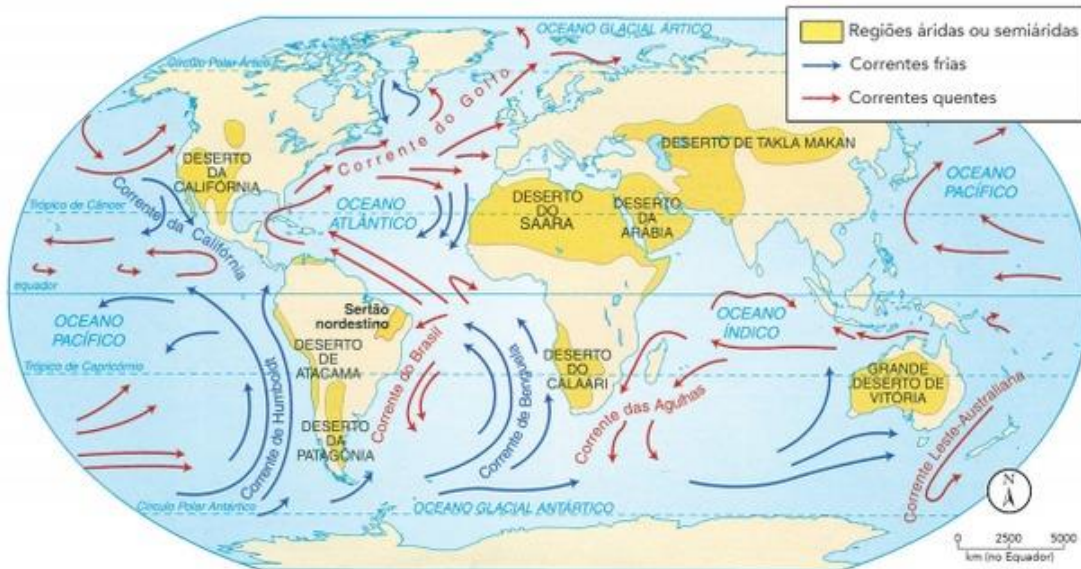 OCEANO GLACIAL ÁRTICO
Regiões áridas ou semiáridas
Correntes frias
Correntes quentes
Círculo Polar Ártico
Corrente do Golfo
DESERTO
DA
CALIFÓRNIA
DESERTO DE TAKLA MAKAN
Corrente da Califórnia
Trópico de Câncer
OCEANO
ATLÂNTICO
DESERTO
DO
SAARA
DESERTO
DA
ARÁBIA
OCEANO
PACÍFICO
equador
OCEANO
PACÍFICO
Sertão
nordestino
OCEANO
ÍNDICO
DESERTO
DE
ATACAMA
Trópico de Capricórnio
Corrente de Humboldt
Corrente do Brasil
Corrente de Benguela
DESERTO
DO
CALAARI
Corrente das Agulhas
GRANDE
DESERTO DE
VITÓRIA
Corrente Leste-Australiana
DESERTO
DA
PATAGÔNIA
Círculo Polar Antártico
OCEANO GLACIAL ANTÁRTICO
N
0 2500 5000
km (no Equador)